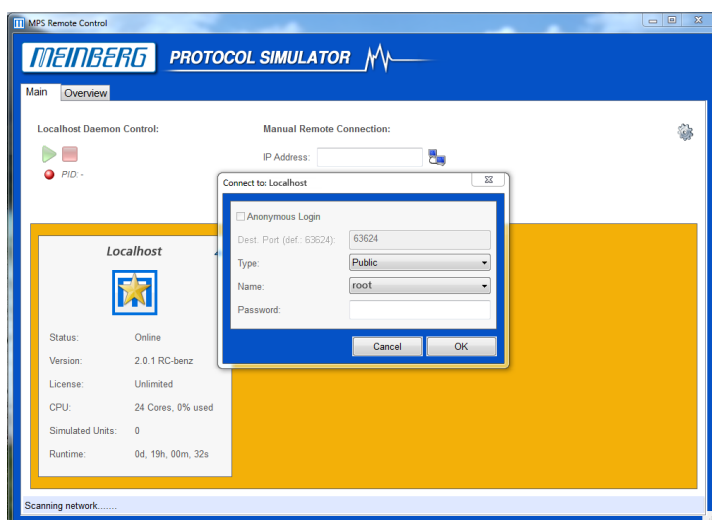 MPS Remote Control
MEINBERG PROTOCOL SIMULATOR
Main Overview
Localhost Daemon Control: Manual Remote Connection:
IP Address:
PID: -
Connect to: Localhost
Anonymous Login
Dest. Port (def.: 63624): 63624
Type: Public
Name: root
Password:
Cancel OK
Localhost
Status: Online
Version: 2.0.1 RC-benz
License: Unlimited
CPU: 24 Cores, 0% used
Simulated Units: 0
Runtime: 0d, 19h, 00m, 32s
Scanning network.......